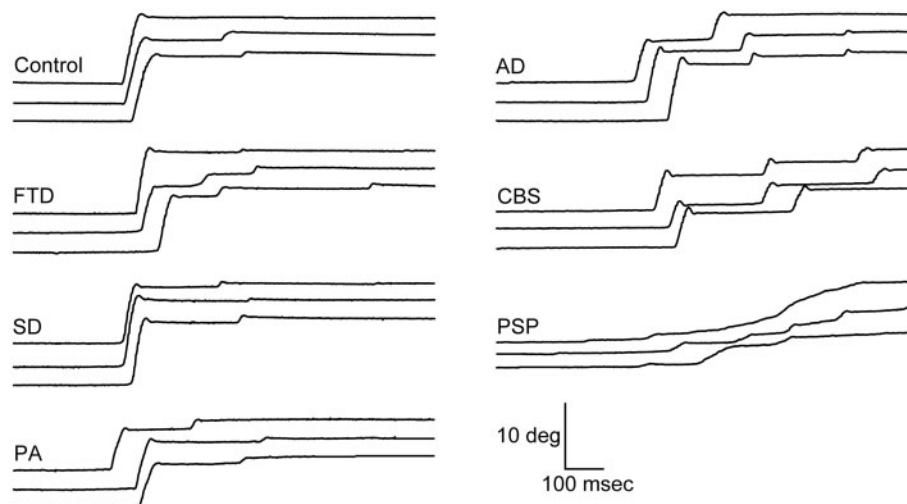 Control
FTD
SD
PA
AD
CBS
PSP
10 deg
100 msec